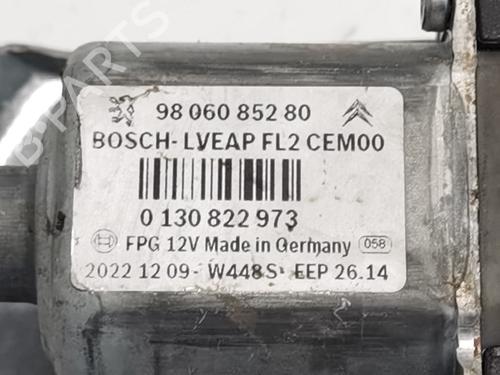 98 060 852 80
BOSCH-LVEAP FL2 CEM00
0 130 822 973
FPG 12V Made in Germany 058
2022 12 09- W448S EEP 26.14
B-PARTS